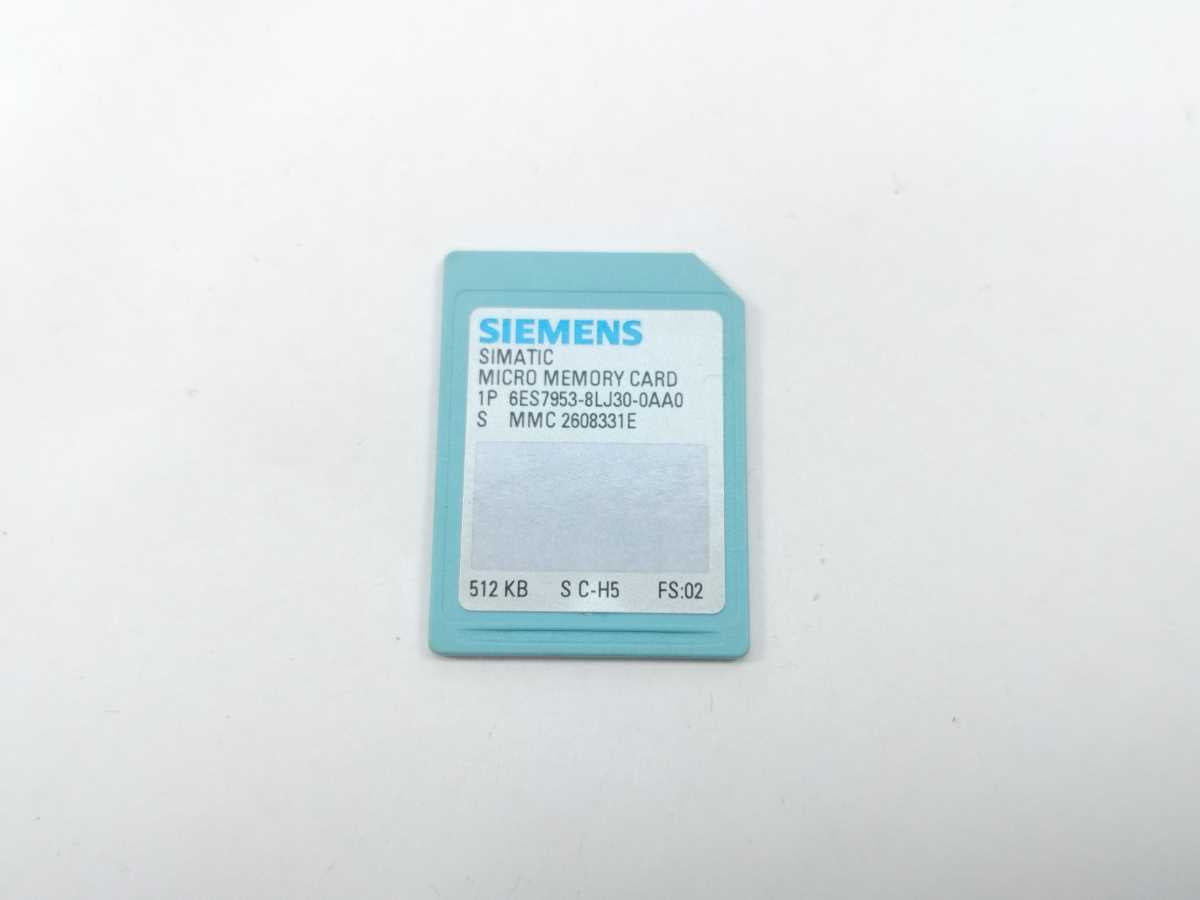 SIEMENS
SIMATIC
MICRO MEMORY CARD
1P 6ES7953-8LJ30-0AA0
S MMC 2608331E
512 KB S C-H5 FS:02